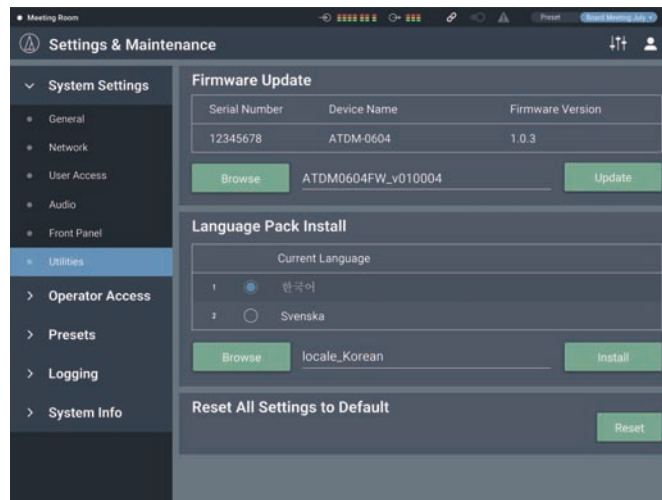 Meeting Room
Preset
Board Meeting July
Settings & Maintenance
System Settings
General
Network
User Access
Audio
Front Panel
Utilities
Operator Access
Presets
Logging
System Info
Firmware Update
Serial Number Device Name Firmware Version
12345678 ATDM-0604 1.0.3
Browse ATDM0604FW_v010004 Update
Language Pack Install
Current Language
1 한국어
2 Svenska
Browse locale_Korean Install
Reset All Settings to Default
Reset